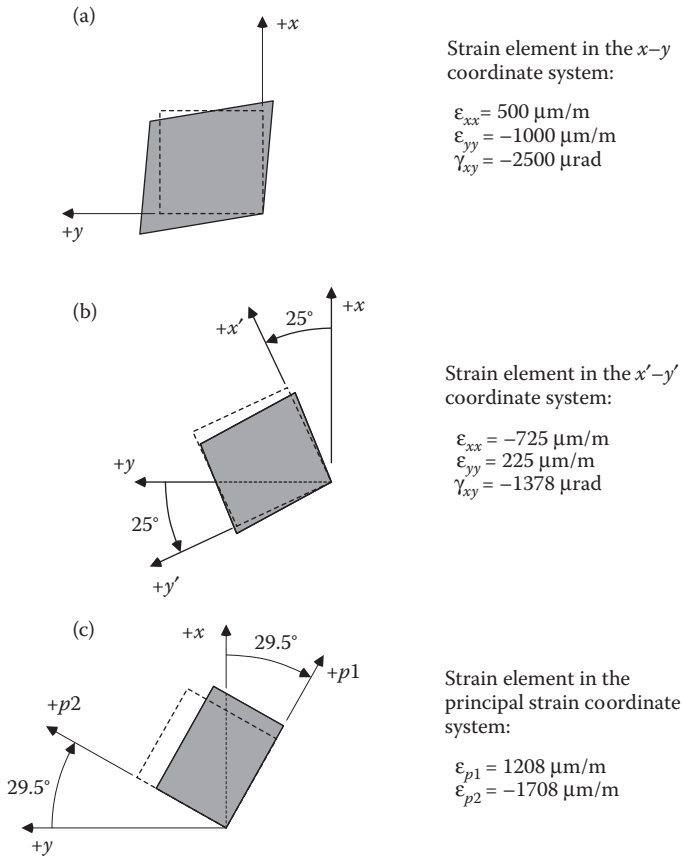 (a)
+x
+y
Strain element in the x–y
coordinate system:
εxx= 500 μm/m
εyy = –1000 μm/m
γxy = –2500 μrad
(b)
+x
+x′
25°
+y
25°
+y′
Strain element in the x′–y′
coordinate system:
εxx = –725 μm/m
εyy = 225 μm/m
γxy = –1378 μrad
(c)
+x
29.5°
+p1
+p2
29.5°
+y
Strain element in the
principal strain coordinate
system:
εp1 = 1208 μm/m
εp2 = –1708 μm/m